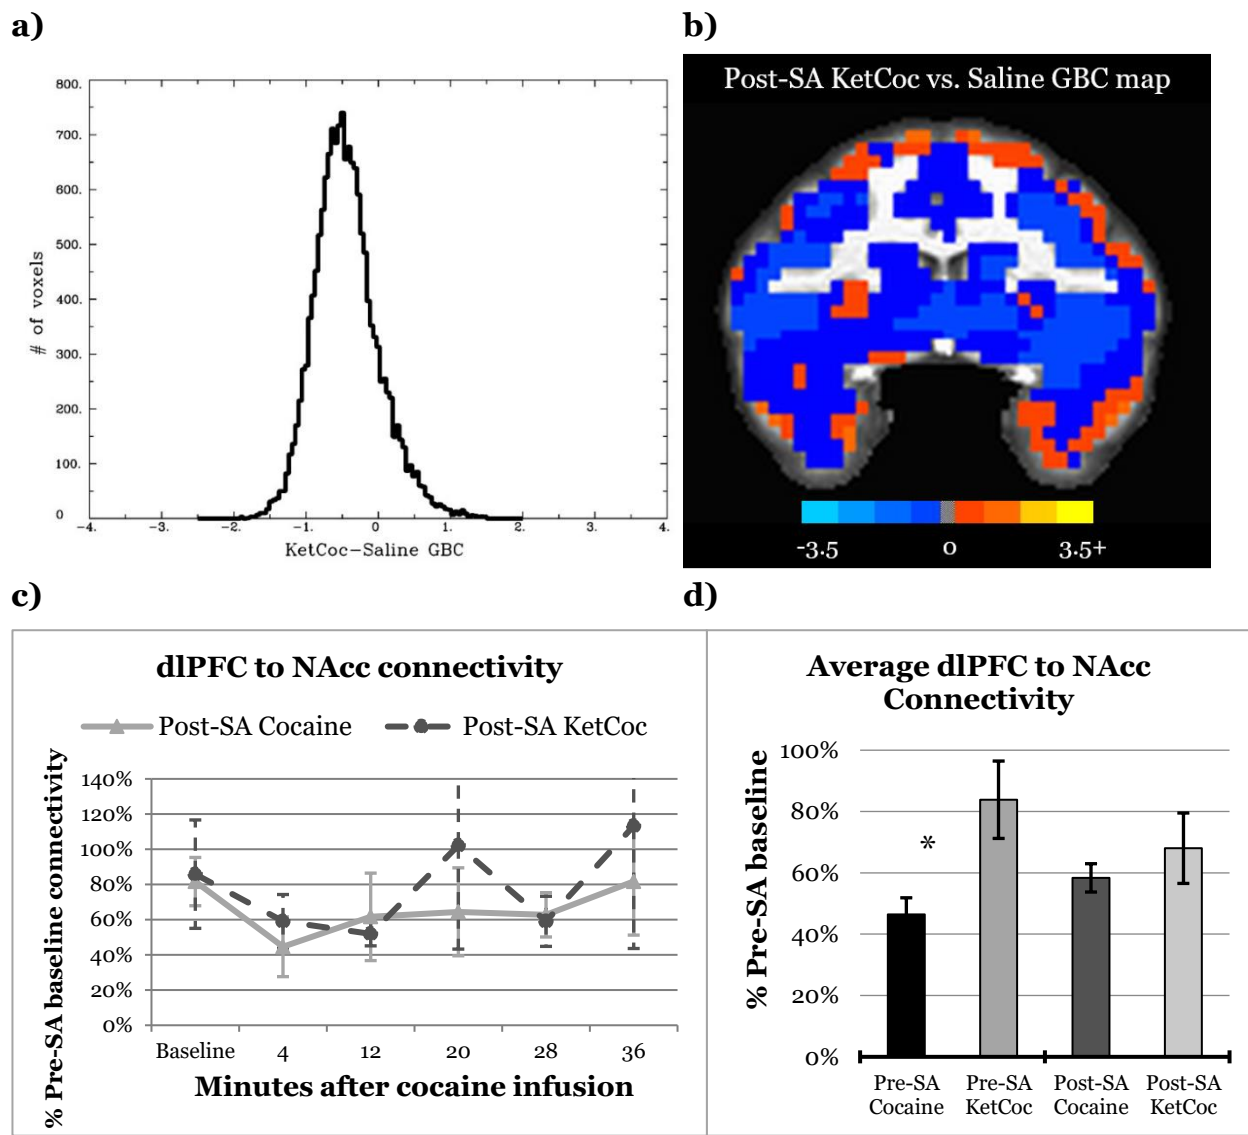 a)
800.
700.
600.
500.
400.
300.
200.
100.
0
# of voxels
-4. -3. -2. -1. 0 1. 2. 3. 4.
KetCoc-Saline GBC
b)
Post-SA KetCoc vs. Saline GBC map
-3.5 0 3.5+
c)
dlPFC to NAcc connectivity
Post-SA Cocaine Post-SA KetCoc
% Pre-SA baseline connectivity
140%
120%
100%
80%
60%
40%
20%
0%
Baseline 4 12 20 28 36
Minutes after cocaine infusion
d)
Average dlPFC to NAcc
Connectivity
% Pre-SA baseline
100%
80%
60%
40%
20%
0%
*
Pre-SA Pre-SA Post-SA Post-SA
Cocaine KetCoc Cocaine KetCoc